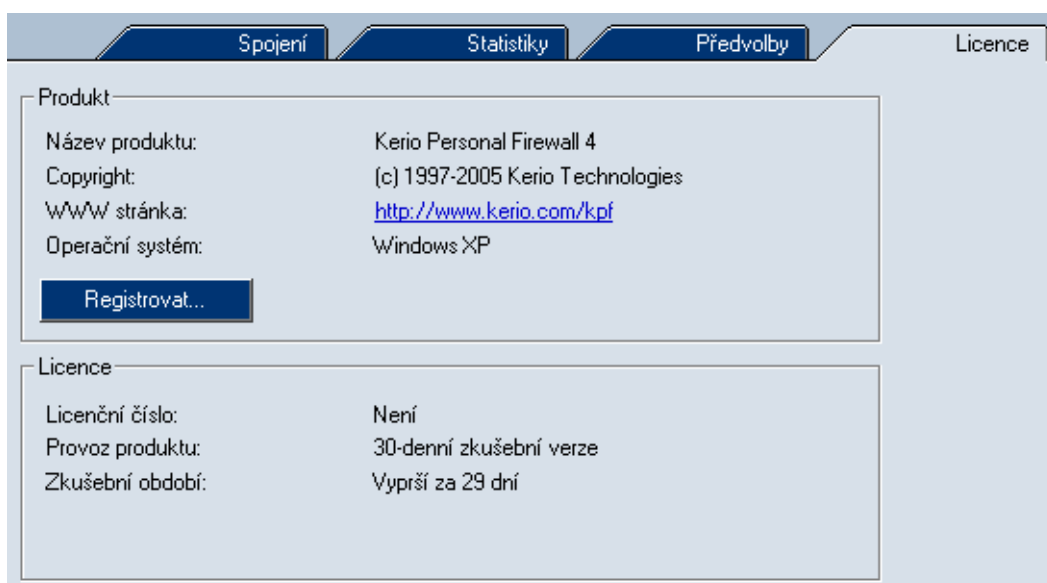 Spojení Statistiky Předvolby Licence
Produkt
Název produktu: Kerio Personal Firewall 4
Copyright: (c) 1997-2005 Kerio Technologies
WWW stránka: http://www.kerio.com/kpf
Operační systém: Windows XP
Registrovat...
Licence
Licenční číslo: Není
Provoz produktu: 30-denní zkušební verze
Zkušební období: Vyprší za 29 dní